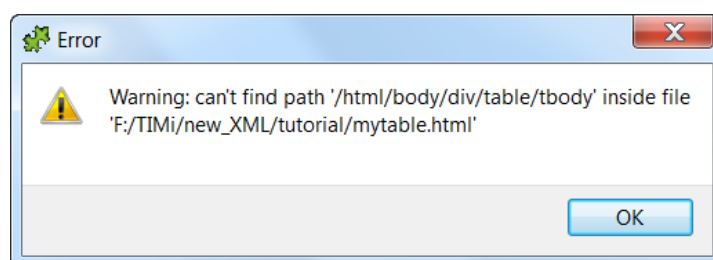 Error
Warning: can't find path '/html/body/div/table/tbody' inside file
'F:/TIMi/new_XML/tutorial/mytable.html'
OK